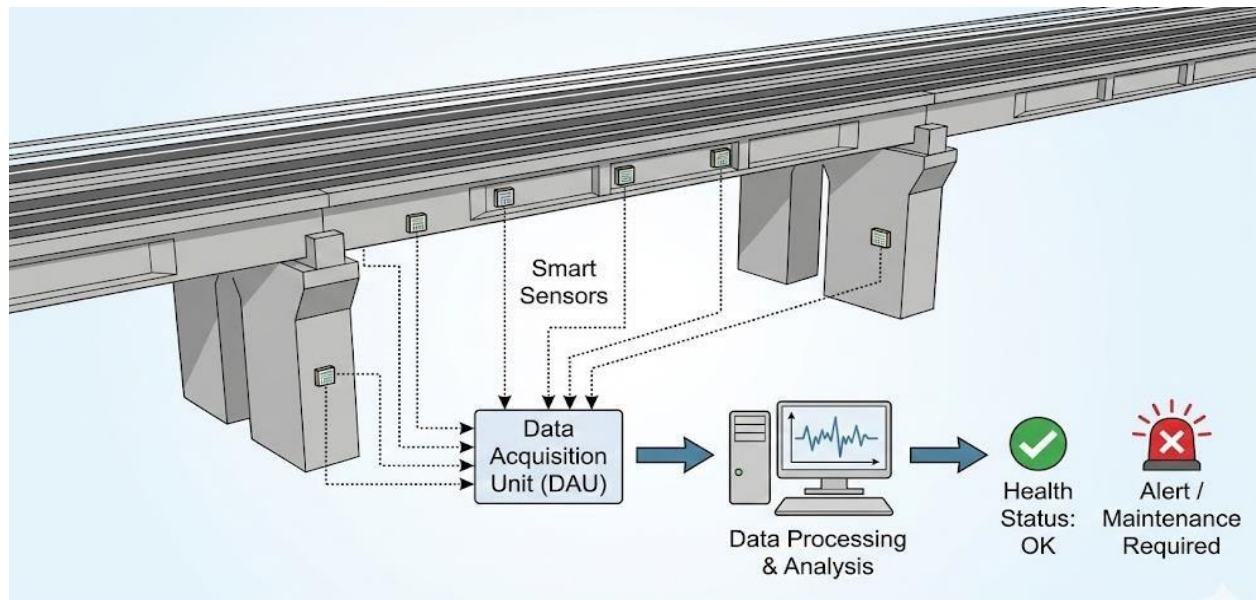 Smart
Sensors
Data
Acquisition
Unit (DAU)
Data Processing
& Analysis
Health
Status:
OK
Alert /
Maintenance
Required